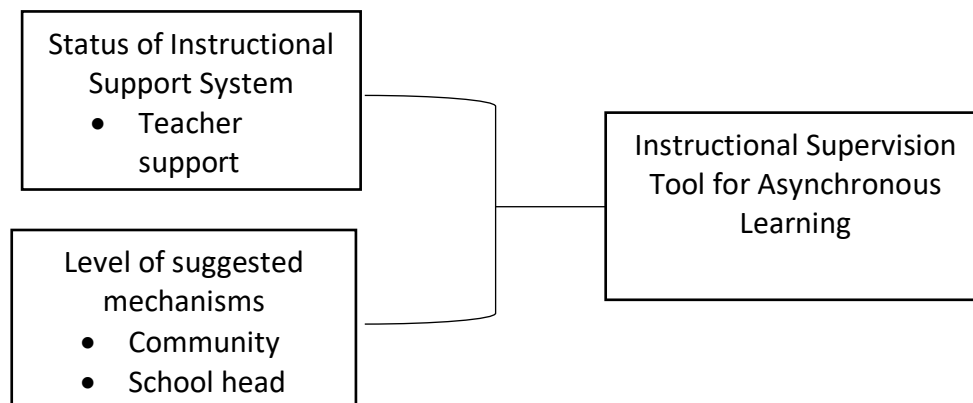 Status of Instructional
Support System
• Teacher
support
Level of suggested
mechanisms
• Community
• School head
Instructional Supervision
Tool for Asynchronous
Learning